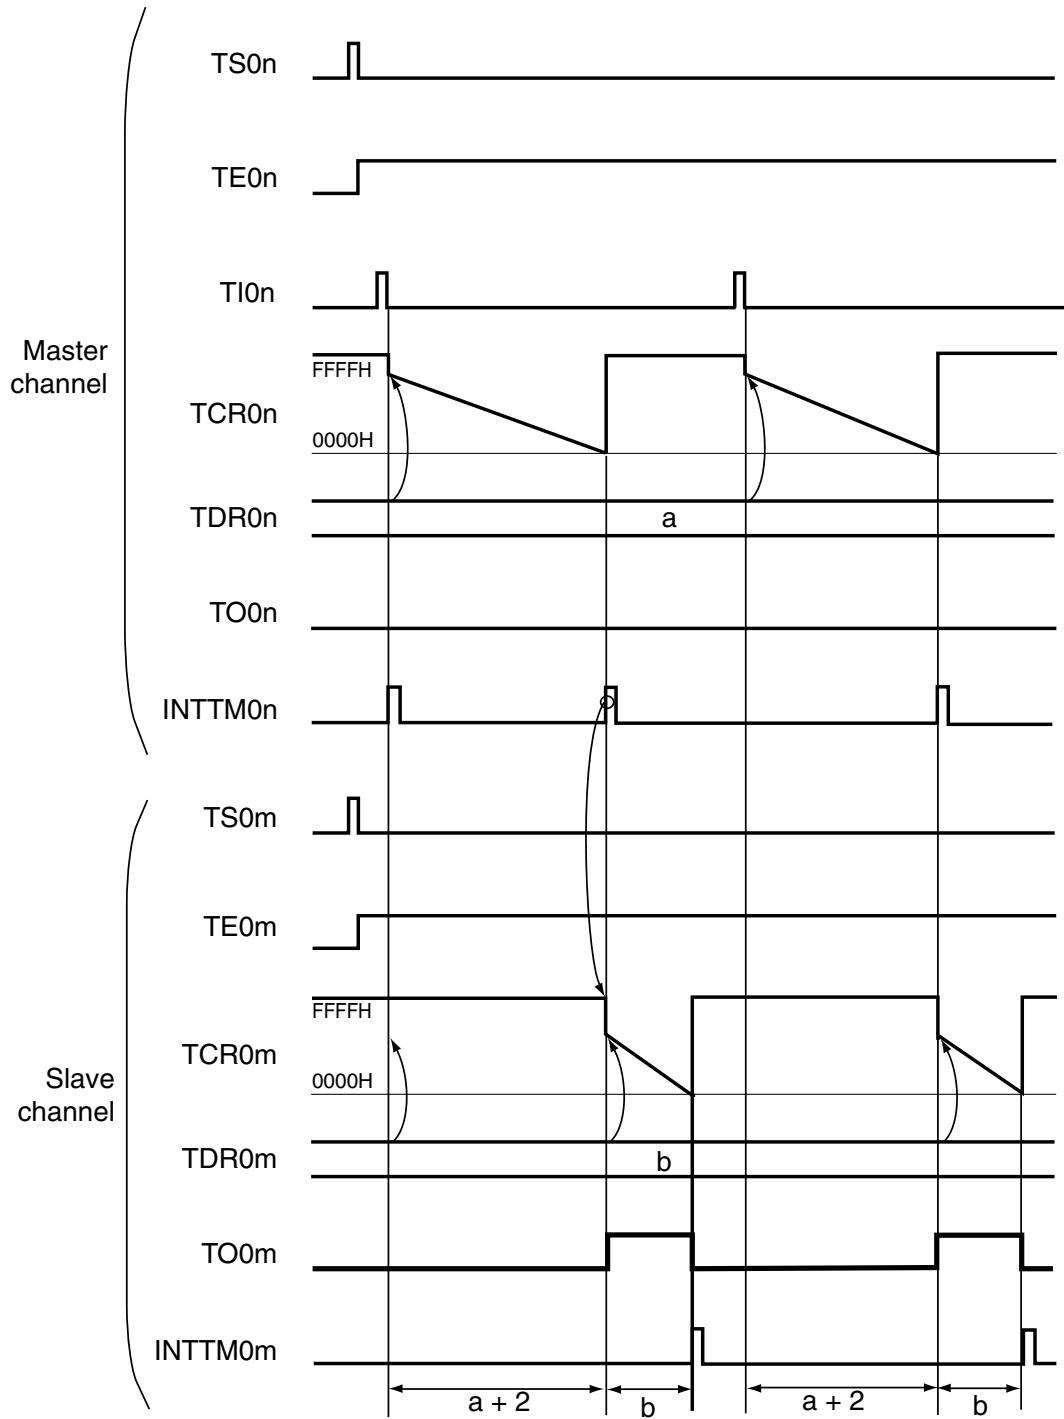 TS0n
TE0n
TI0n
Master
channel
FFFFH
TCR0n
0000H
TDR0n
a
TO0n
INTTM0n
TS0m
TE0m
FFFFH
TCR0m
0000H
Slave
channel
TDR0m
b
TO0m
INTTM0m
a + 2
b
a + 2
b